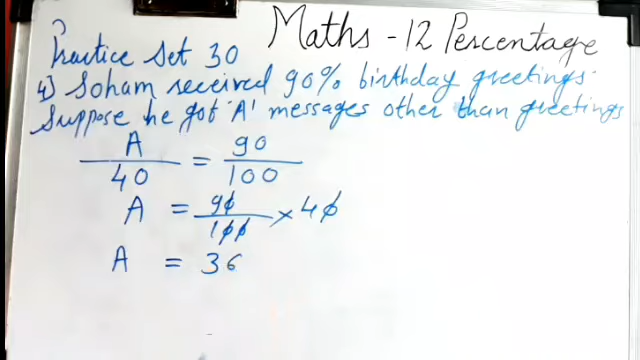 Maths - 12 Percentage
Practice Set 30
4) Soham received 90% birthday greetings.
Suppose he got 'A' messages other than greetings
A/40 = 90/100
A = 90/100 × 40
A = 36